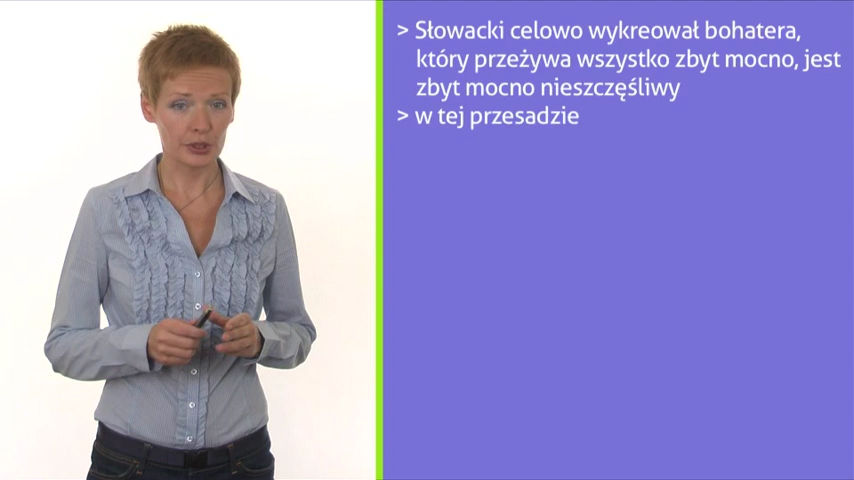 > Słowacki celowo wykreował bohatera,
który przeżywa wszystko zbyt mocno, jest
zbyt mocno nieszczęśliwy
> w tej przesadzie